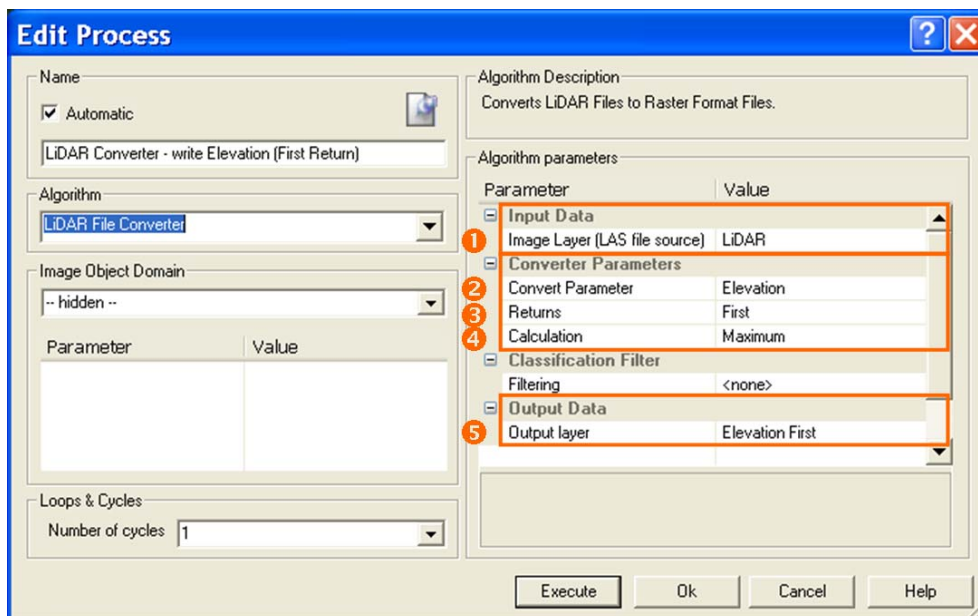 Edit Process
Name
Automatic
LiDAR Converter - write Elevation (First Return)
Algorithm
LiDAR File Converter
Image Object Domain
-- hidden --
Parameter Value
Loops & Cycles
Number of cycles 1
Algorithm Description
Converts LiDAR Files to Raster Format Files.
Algorithm parameters
Parameter Value
Input Data
1 Image Layer (LAS file source) LiDAR
Converter Parameters
2 Convert Parameter Elevation
3 Returns First
4 Calculation Maximum
Classification Filter
Filtering <none>
Output Data
5 Output layer Elevation First
Execute Ok Cancel Help